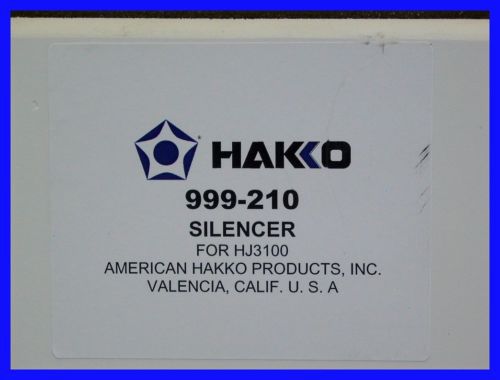 HAKKO
999-210
SILENCER
FOR HJ3100
AMERICAN HAKKO PRODUCTS, INC.
VALENCIA, CALIF. U. S. A